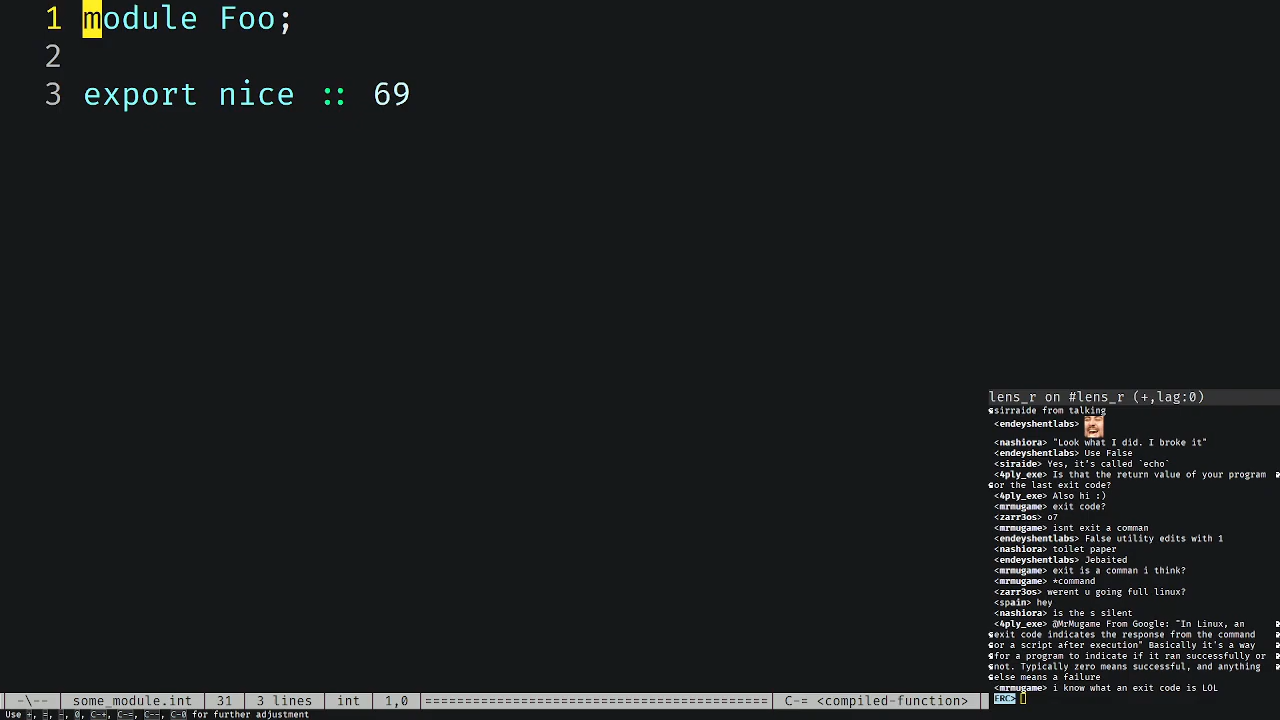 1 module Foo;
2
3 export nice :: 69
lens_r on #lens_r (+,lag:0)
sirraide from talking
<endeyshentlabs>
<nashiora> "Look what I did. I broke it"
<endeyshentlabs> Use False
<siraide> Yes, it's called `echo`
<4ply_exe> Is that the return value of your program
or the last exit code?
<4ply_exe> Also hi :)
<mrmugame> exit code?
<zarr3os> o7
<mrmugame> isnt exit a comman
<endeyshentlabs> False utility edits with 1
<nashiora> toilet paper
<endeyshentlabs> Jebaited
<mrmugame> exit is a comman i think?
<mrmugame> *command
<zarr3os> werent u going full linux?
<spain> hey
<nashiora> is the s silent
<4ply_exe> @MrMugame From Google: "In Linux, an
exit code indicates the response from the command
or a script after execution" Basically it's a way
for a program to indicate if it ran successfully or
not. Typically zero means successful, and anything
else means a failure
<mrmugame> i know what an exit code is LOL
ERC>
-\-- some_module.int 31 3 lines int 1,0 ======================================== C-= <compiled-function>
for further adjustment